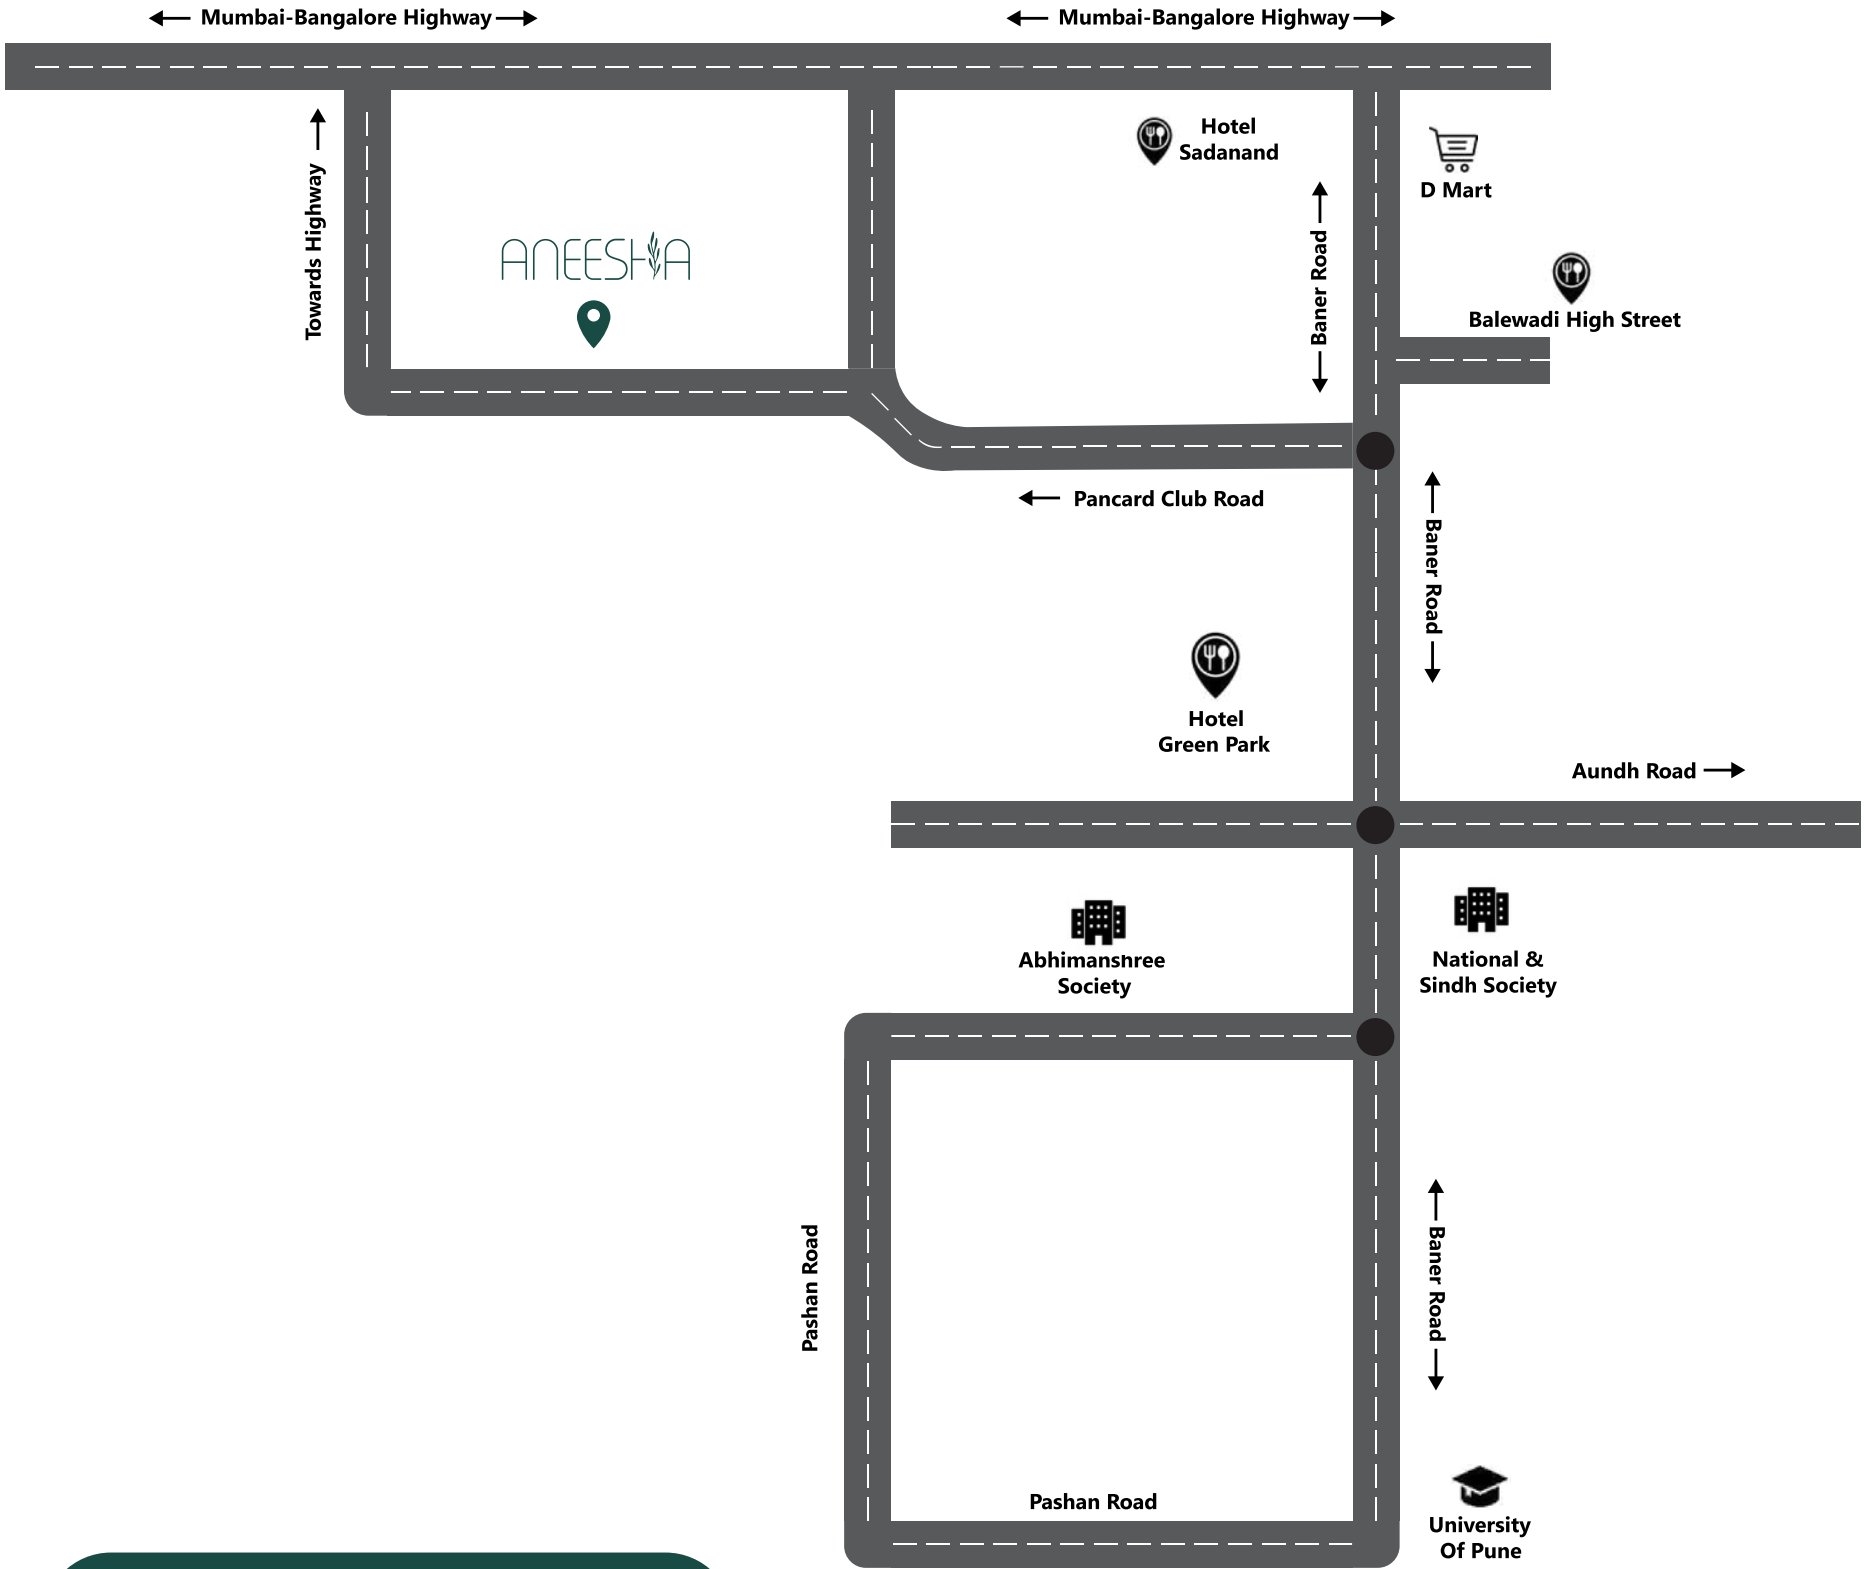 Mumbai-Bangalore Highway
Mumbai-Bangalore Highway
Towards Highway
ANEESHA
Hotel
Sadanand
Baner Road
D Mart
Balewadi High Street
Pancard Club Road
Baner Road
Hotel
Green Park
Aundh Road
Abhimanshree
Society
National &
Sindh Society
Pashan Road
Baner Road
Pashan Road
University
Of Pune